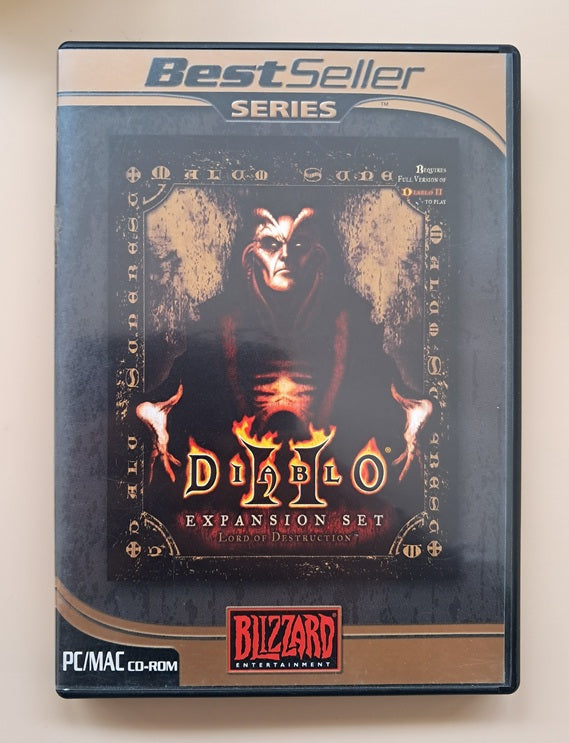 BestSeller
SERIES
TM
REQUIRES
FULL VERSION OF
DIABLO II
TO PLAY
DIABLO II®
EXPANSION SET
LORD OF DESTRUCTION™
BLIZZARD
ENTERTAINMENT
PC/MAC CD-ROM